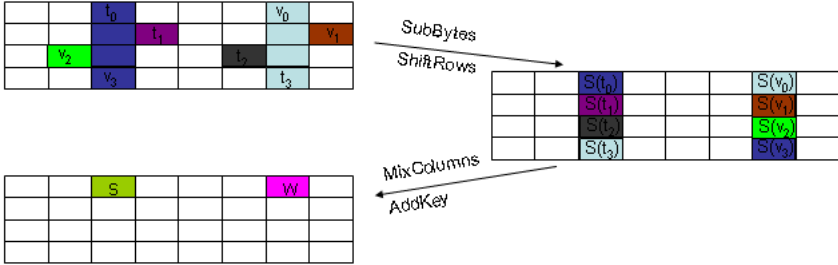 t₀ v₀
t₁ v₁
v₂ t₂
v₃ t₃
SubBytes
ShiftRows
S(t₀) S(v₀)
S(t₁) S(v₁)
S(t₂) S(v₂)
S(t₃) S(v₃)
MixColumns
AddKey
S W